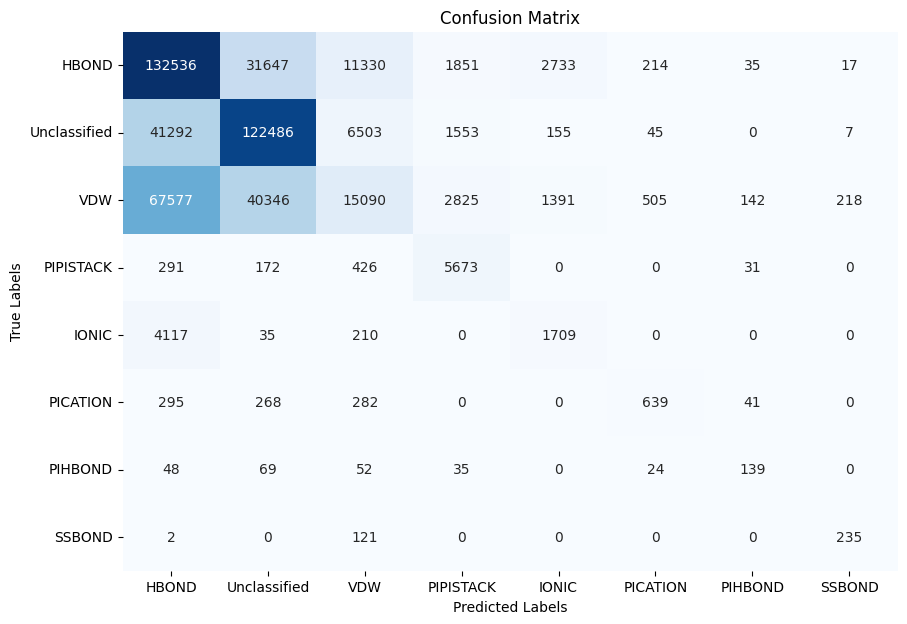 Confusion Matrix
HBOND 132536 31647 11330 1851 2733 214 35 17
Unclassified 41292 122486 6503 1553 155 45 0 7
VDW 67577 40346 15090 2825 1391 505 142 218
PIPISTACK 291 172 426 5673 0 0 31 0
IONIC 4117 35 210 0 1709 0 0 0
PICATION 295 268 282 0 0 639 41 0
PIHBOND 48 69 52 35 0 24 139 0
SSBOND 2 0 121 0 0 0 0 235
HBOND Unclassified VDW PIPISTACK IONIC PICATION PIHBOND SSBOND
Predicted Labels
True Labels